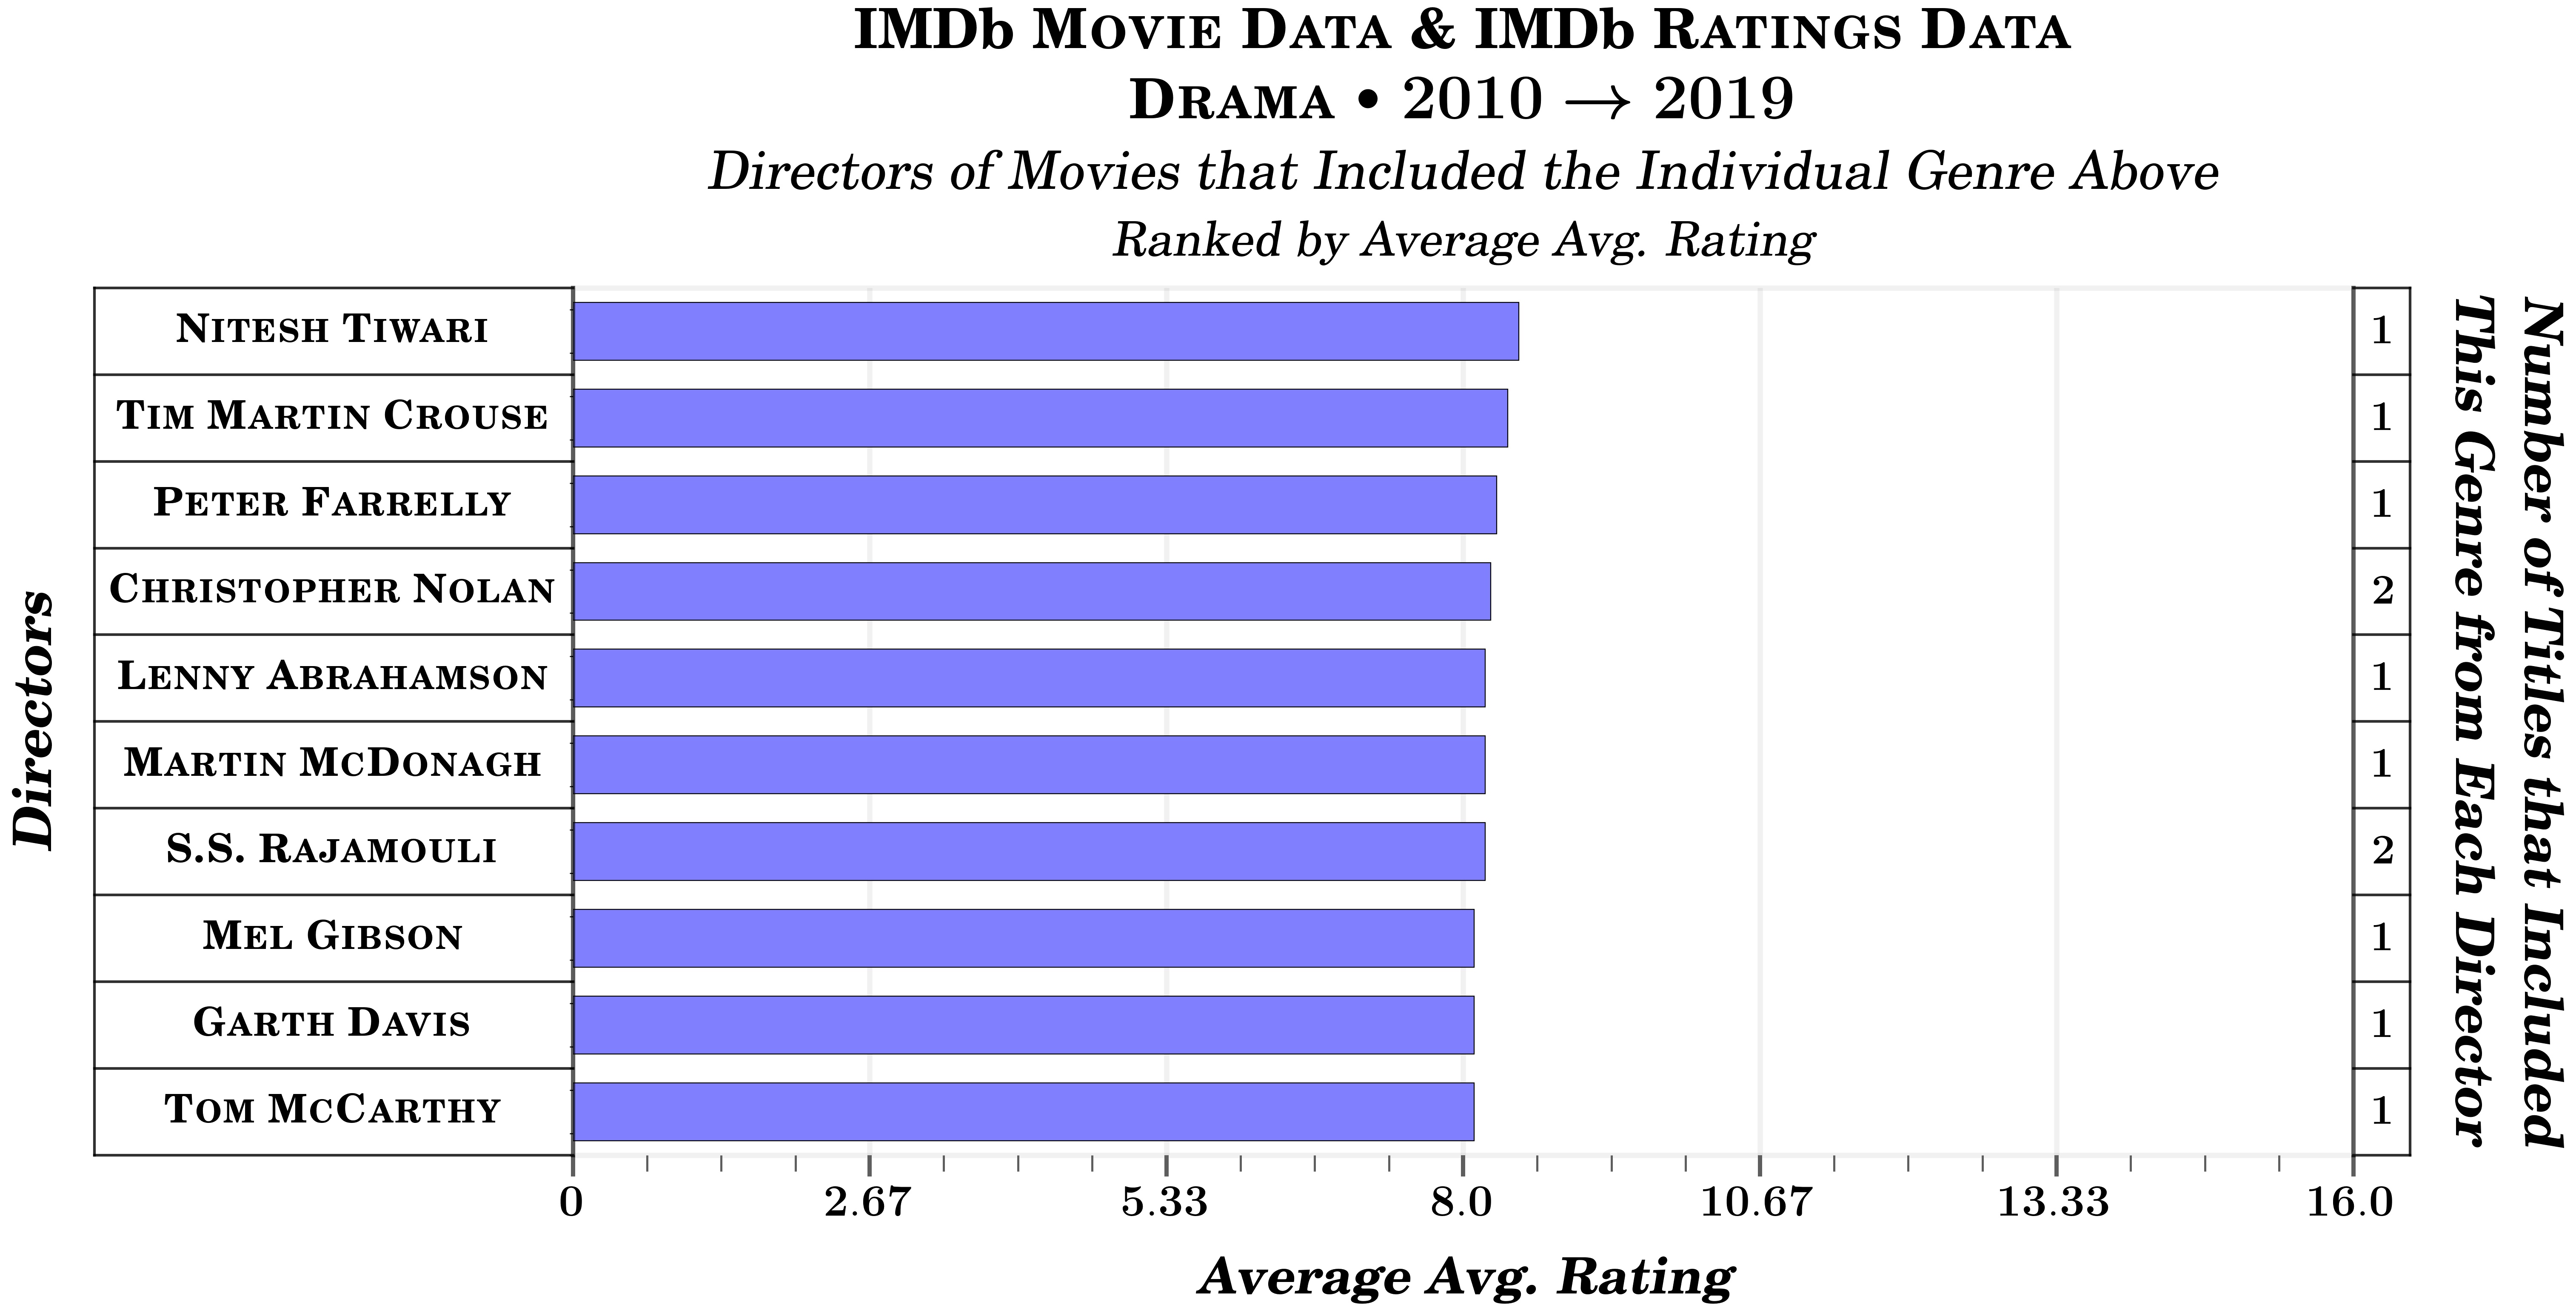 IMDb Movie Data & IMDb Ratings Data
Drama • 2010 → 2019
Directors of Movies that Included the Individual Genre Above
Ranked by Average Avg. Rating
Directors
Nitesh Tiwari 1
Tim Martin Crouse 1
Peter Farrelly 1
Christopher Nolan 2
Lenny Abrahamson 1
Martin McDonagh 1
S.S. Rajamouli 2
Mel Gibson 1
Garth Davis 1
Tom McCarthy 1
Number of Titles that Included
This Genre from Each Director
0 2.67 5.33 8.0 10.67 13.33 16.0
Average Avg. Rating